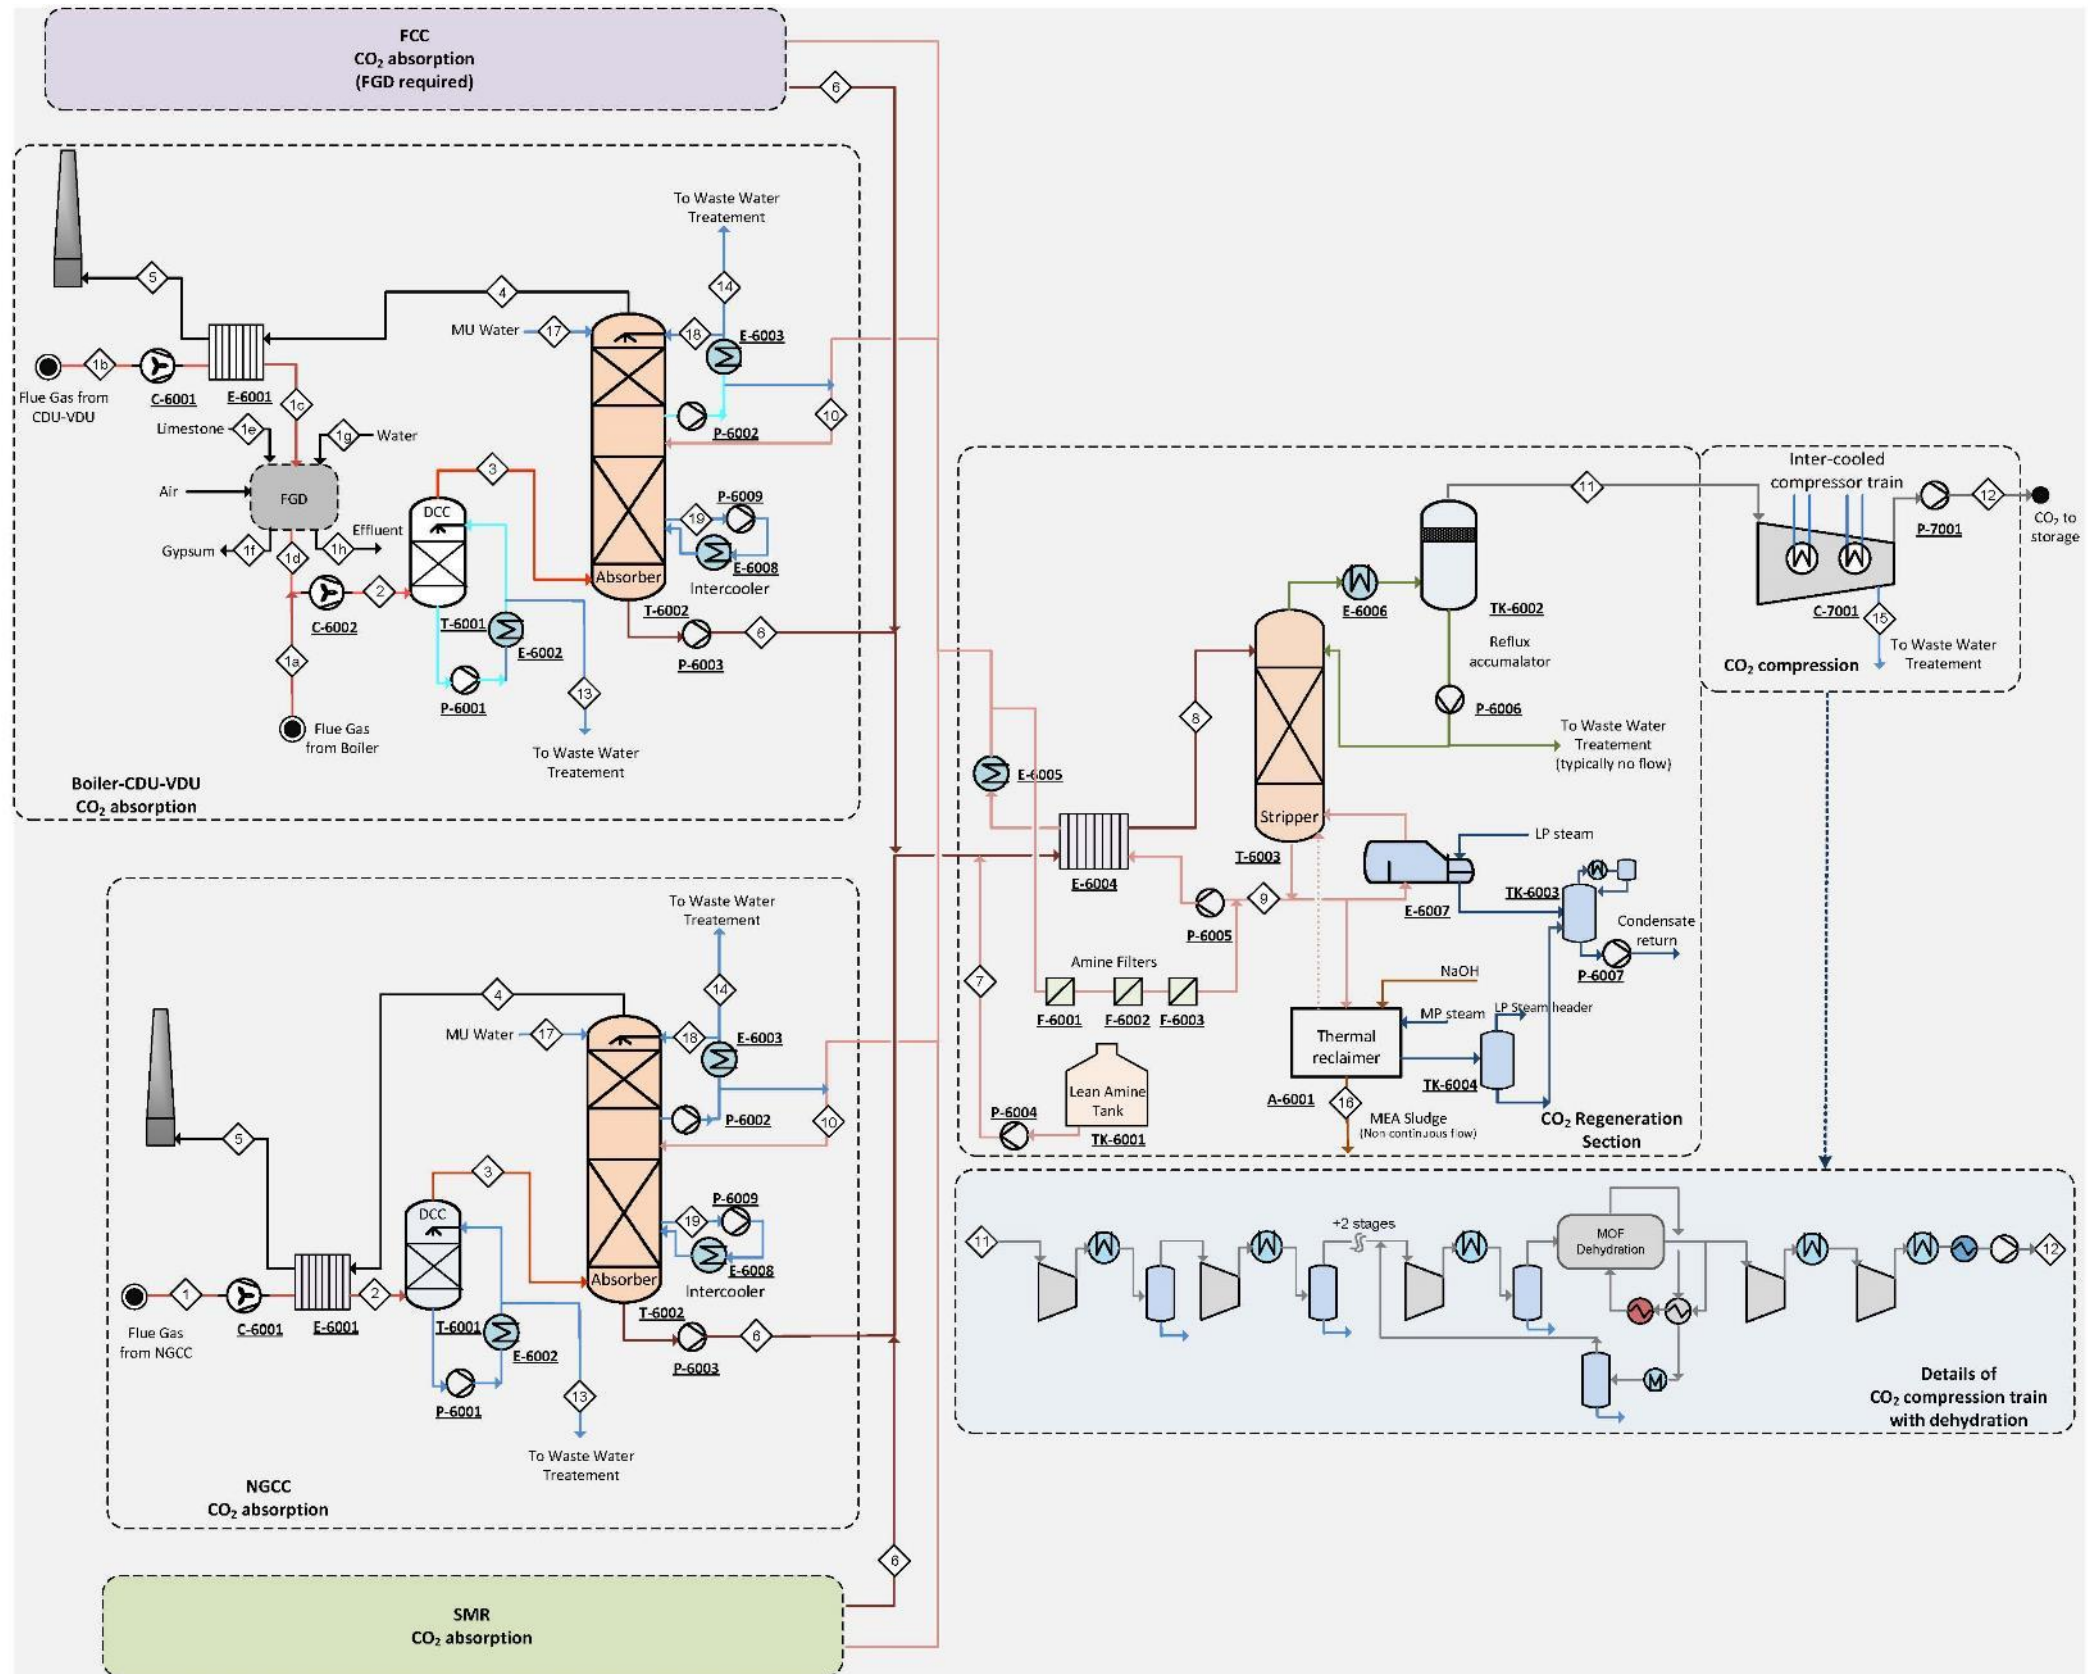 FCC
CO₂ absorption
(FGD required)
6
To Waste Water
Treatement
5
4
14
MU Water
17
18
E-6003
1b
Flue Gas from
CDU-VDU
C-6001
E-6001
1c
10
P-6002
Limestone
1e
1g
Water
3
Air
FGD
DCC
P-6009
19
Effluent
Gypsum
1f
1d
1h
E-6008
Absorber
Intercooler
2
C-6002
T-6001
T-6002
E-6002
6
P-6003
1a
P-6001
13
Flue Gas
from Boiler
To Waste Water
Treatement
Boiler-CDU-VDU
CO₂ absorption
To Waste Water
Treatement
4
14
MU Water
17
18
E-6003
P-6002
10
5
3
DCC
P-6009
19
E-6008
Absorber
Intercooler
1
2
Flue Gas
from NGCC
C-6001
E-6001
T-6001
T-6002
E-6002
6
P-6003
P-6001
13
To Waste Water
Treatement
NGCC
CO₂ absorption
6
SMR
CO₂ absorption
11
E-6006
TK-6002
Reflux
accumalator
8
P-6006
To Waste Water
Treatement
(typically no flow)
E-6005
Stripper
LP steam
T-6003
E-6004
TK-6003
9
E-6007
Condensate
return
P-6005
P-6007
Amine Filters
NaOH
7
F-6001
F-6002
F-6003
MP steam
LP Steam header
Thermal
reclaimer
Lean Amine
Tank
TK-6004
P-6004
A-6001
16
MEA Sludge
(Non continuous flow)
TK-6001
CO₂ Regeneration
Section
Inter-cooled
compressor train
12
P-7001
CO₂ to
storage
C-7001
15
To Waste Water
Treatement
CO₂ compression
11
+2 stages
MOF
Dehydration
12
Details of
CO₂ compression train
with dehydration